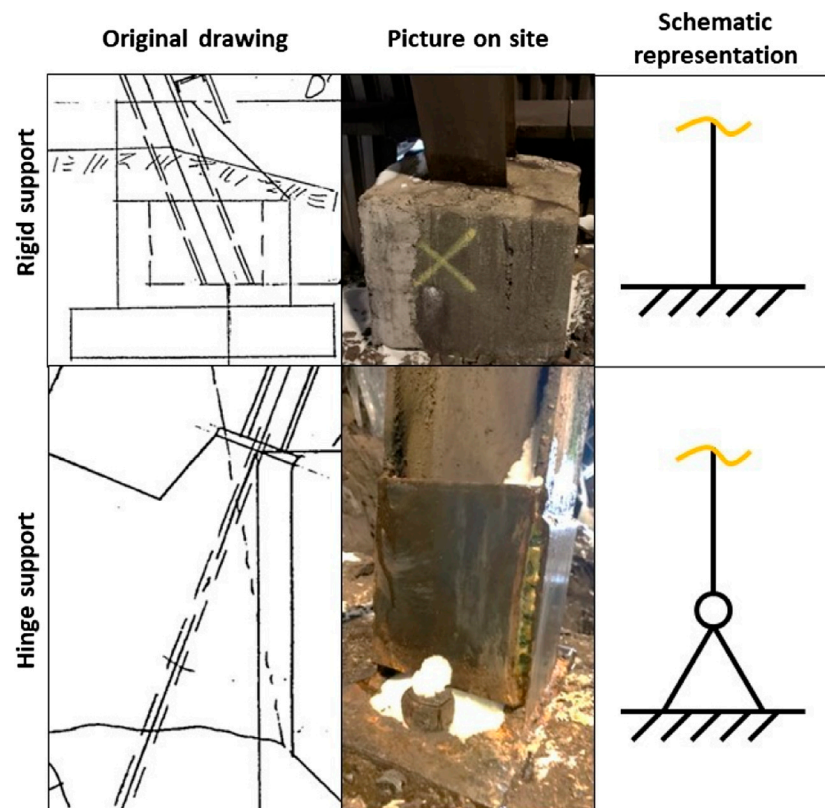 Original drawing
Picture on site
Schematic
representation
Rigid support
D'
Hinge support